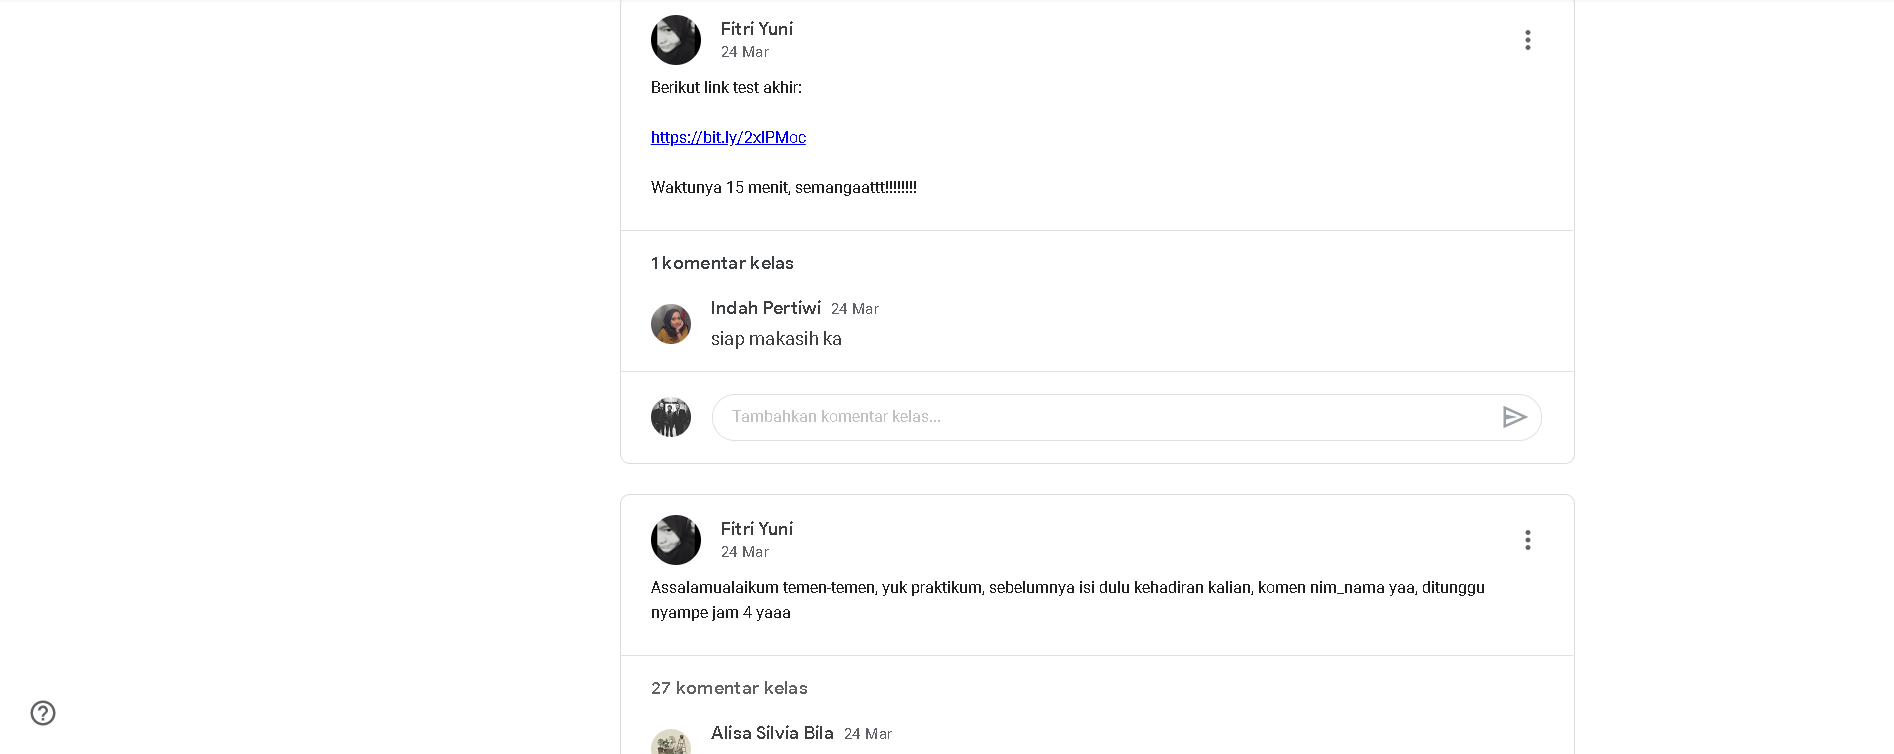 Fitri Yuni
24 Mar
Berikut link test akhir:
https://bit.ly/2xlPMoc
Waktunya 15 menit, semangaattt!!!!!!!!
1 komentar kelas
Indah Pertiwi 24 Mar
siap makasih ka
Tambahkan komentar kelas...
Fitri Yuni
24 Mar
Assalamualaikum temen-temen, yuk praktikum, sebelumnya isi dulu kehadiran kalian, komen nim_nama yaa, ditunggu
nyampe jam 4 yaaa
27 komentar kelas
Alisa Silvia Bila 24 Mar